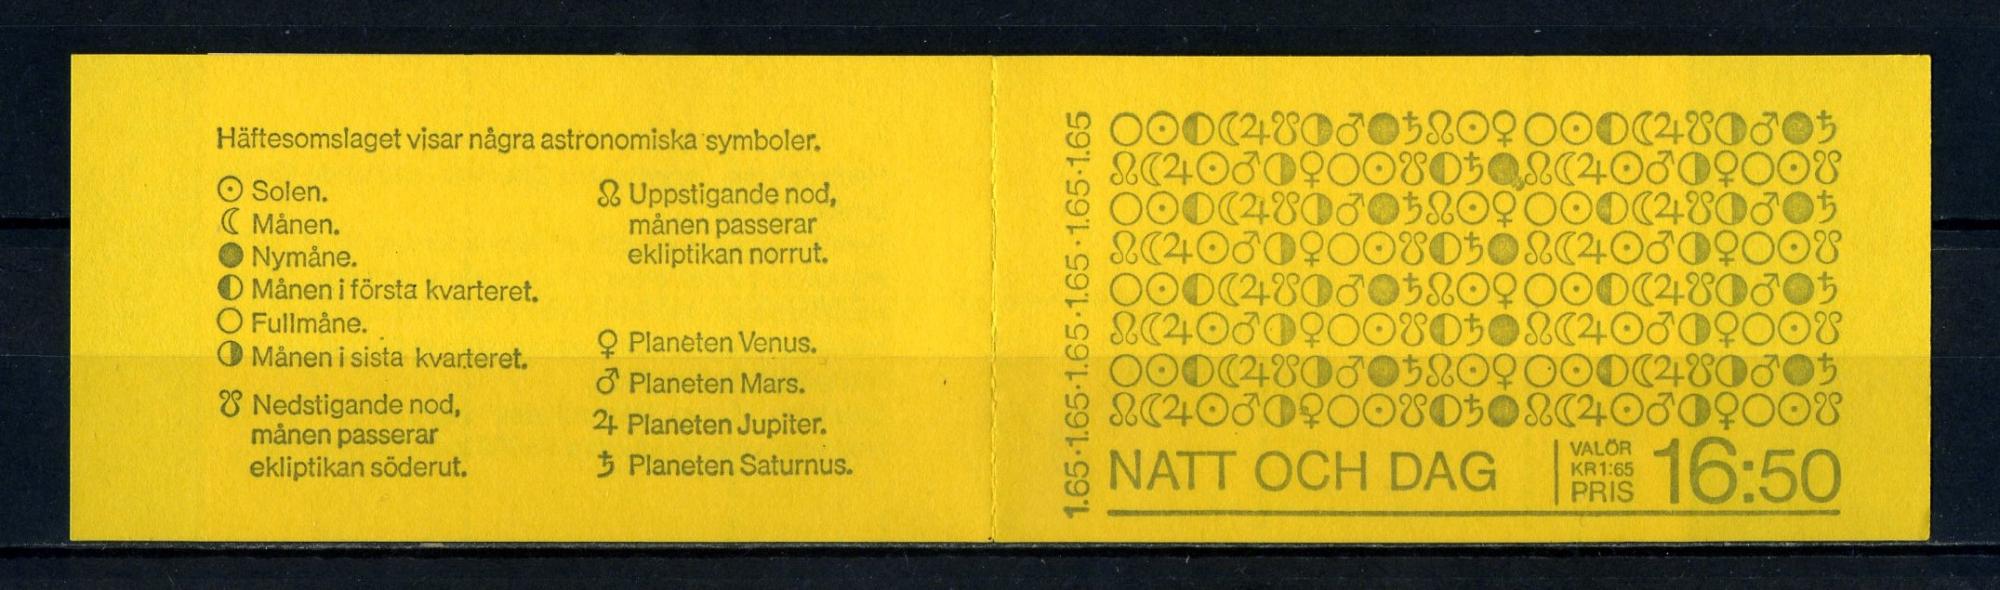 Häftesomslaget visar några astronomiska symboler.
☉ Solen.
☾ Månen.
● Nymåne.
◐ Månen i första kvarteret.
○ Fullmåne.
◑ Månen i sista kvarteret.
☋ Nedstigande nod,
månen passerar
ekliptikan söderut.
☊ Uppstigande nod,
månen passerar
ekliptikan norrut.
♀ Planeten Venus.
♂ Planeten Mars.
♃ Planeten Jupiter.
♄ Planeten Saturnus.
1.65·1.65·1.65·1.65·1.65·1.65
NATT OCH DAG
VALÖR
KR 1:65
PRIS
16:50